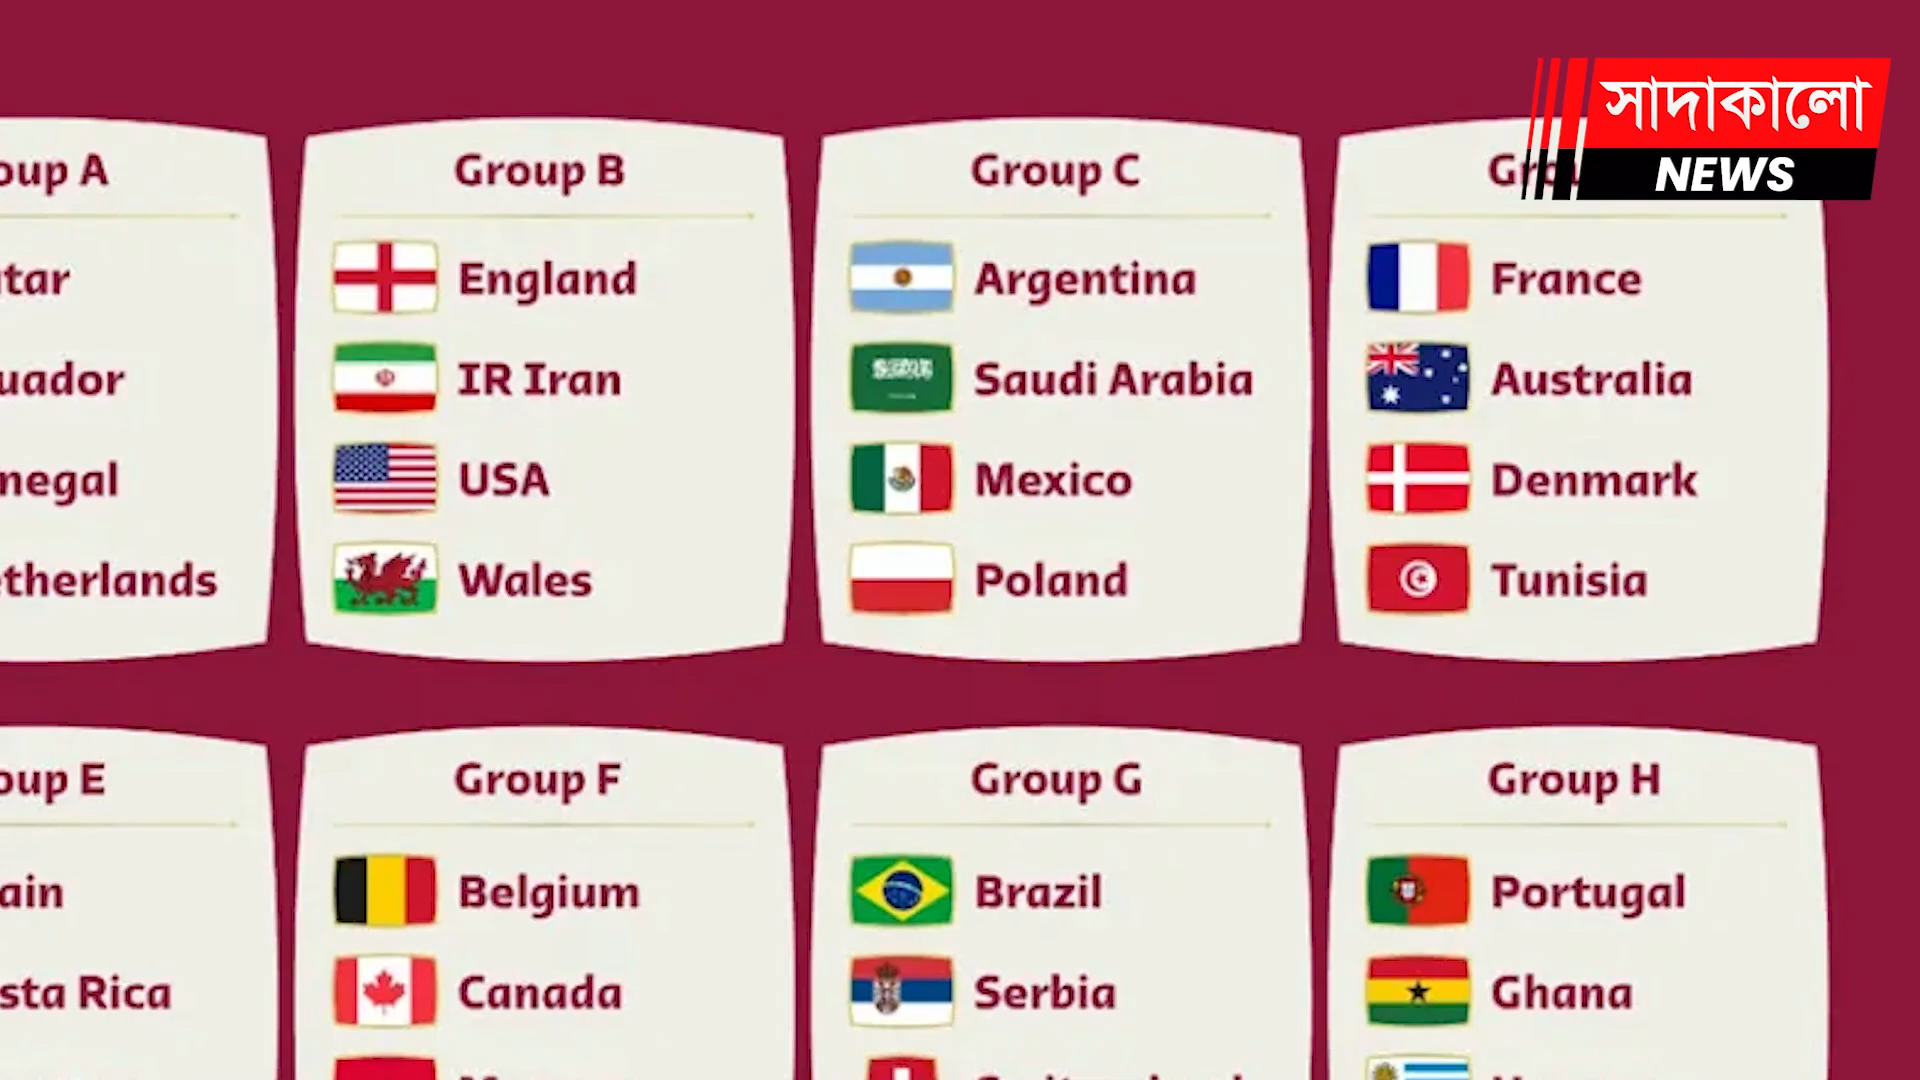 সাদাকালো
NEWS
oup A
Group B
Group C
tar
England
Argentina
France
uador
IR Iran
Saudi Arabia
Australia
negal
USA
Mexico
Denmark
etherlands
Wales
Poland
Tunisia
oup E
Group F
Group G
Group H
ain
Belgium
Brazil
Portugal
sta Rica
Canada
Serbia
Ghana